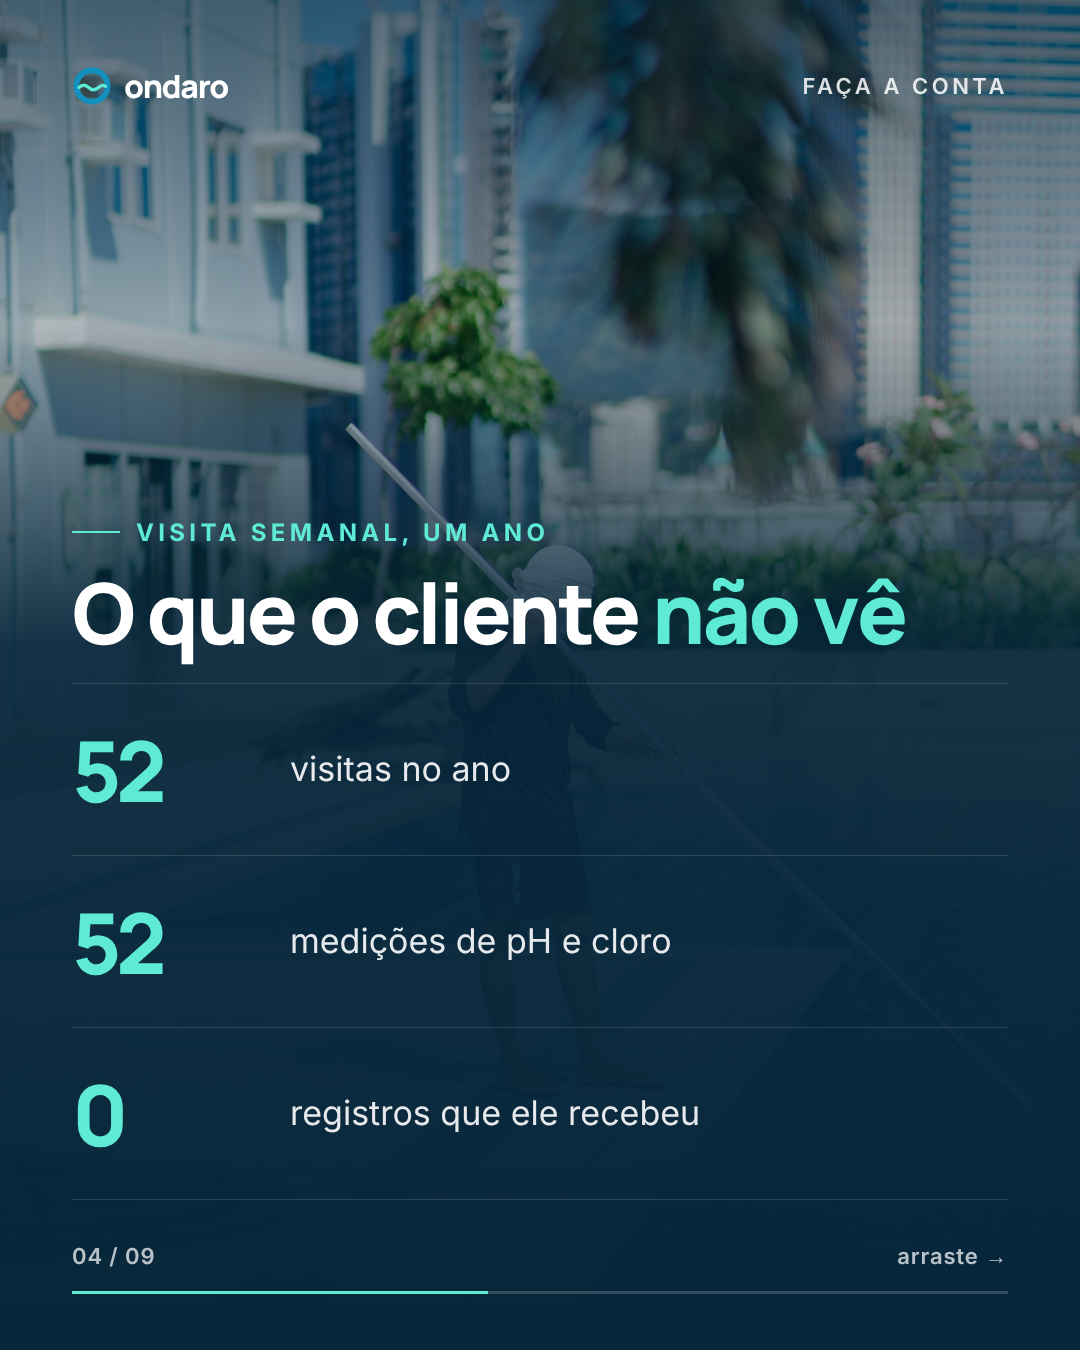 ondaro
FAÇA A CONTA
VISITA SEMANAL, UM ANO
O que o cliente não vê
52 visitas no ano
52 medições de pH e cloro
0 registros que ele recebeu
04 / 09
arraste →